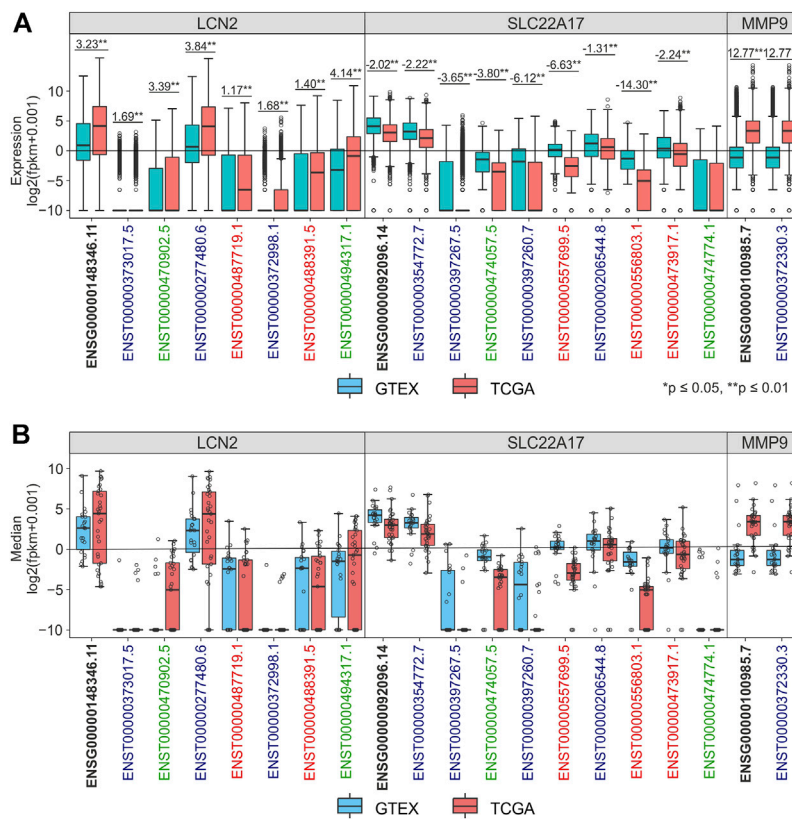 A
LCN2
SLC22A17
MMP9
3.23**
1.69**
3.39**
3.84**
1.17**
1.68**
1.40**
4.14**
-2.02**
-2.22**
-3.65**
-3.80**
-6.12**
-6.63**
-1.31**
-14.30**
-2.24**
12.77**
12.77
Expression
log2(fpkm+0.001)
10
5
0
−5
−10
ENSG00000148346.11
ENST00000373017.5
ENST00000470902.5
ENST00000277480.6
ENST00000487719.1
ENST00000372998.1
ENST00000488391.5
ENST00000494317.1
ENSG00000092096.14
ENST00000354772.7
ENST00000397267.5
ENST00000474057.5
ENST00000397260.7
ENST00000557699.5
ENST00000206544.8
ENST00000556803.1
ENST00000473917.1
ENST00000474774.1
ENSG00000100985.7
ENST00000372330.3
GTEX
TCGA
*p ≤ 0.05, **p ≤ 0.01
B
LCN2
SLC22A17
MMP9
Median
log2(fpkm+0.001)
10
5
0
−5
−10
ENSG00000148346.11
ENST00000373017.5
ENST00000470902.5
ENST00000277480.6
ENST00000487719.1
ENST00000372998.1
ENST00000488391.5
ENST00000494317.1
ENSG00000092096.14
ENST00000354772.7
ENST00000397267.5
ENST00000474057.5
ENST00000397260.7
ENST00000557699.5
ENST00000206544.8
ENST00000556803.1
ENST00000473917.1
ENST00000474774.1
ENSG00000100985.7
ENST00000372330.3
GTEX
TCGA